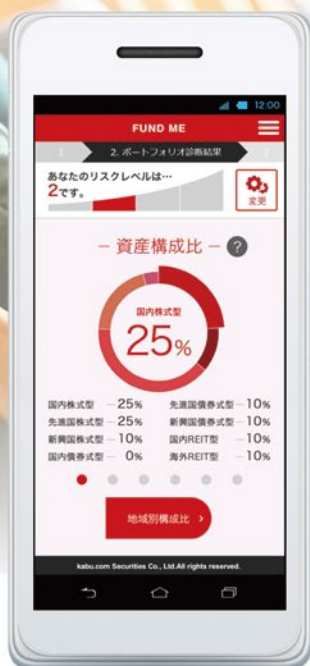 12:00
FUND ME
1
2. ポートフォリオ診断結果
3
あなたのリスクレベルは…
2です。
変更
− 資産構成比 − ?
国内株式型
25%
国内株式型 — 25% 先進国債券式型 — 10%
先進国株式型 — 25% 新興国債券式型 — 10%
新興国株式型 — 10% 国内REIT型 — 10%
国内債券式型 — 0% 海外REIT型 — 10%
地域別構成比 >
kabu.com Securities Co., Ltd.All rights reserved.